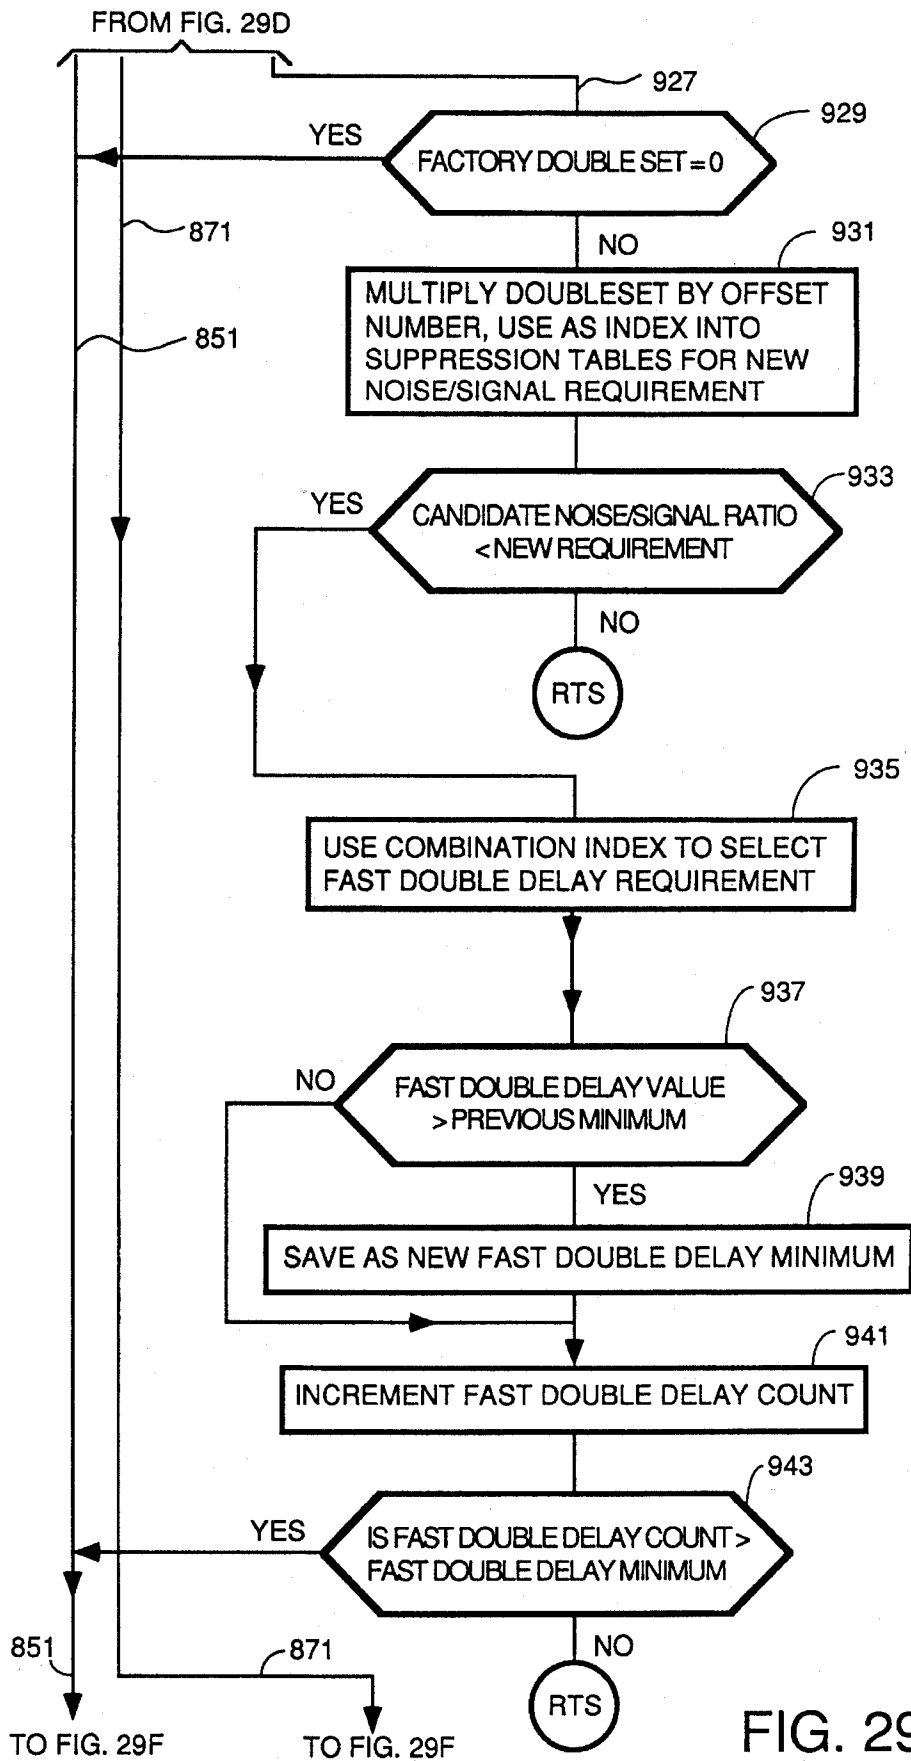 FROM FIG. 29D
927
929
YES
FACTORY DOUBLE SET = 0
871
NO
931
MULTIPLY DOUBLESET BY OFFSET
NUMBER, USE AS INDEX INTO
SUPPRESSION TABLES FOR NEW
NOISE/SIGNAL REQUIREMENT
851
933
YES
CANDIDATE NOISE/SIGNAL RATIO
< NEW REQUIREMENT
NO
RTS
935
USE COMBINATION INDEX TO SELECT
FAST DOUBLE DELAY REQUIREMENT
937
NO
FAST DOUBLE DELAY VALUE
> PREVIOUS MINIMUM
YES
939
SAVE AS NEW FAST DOUBLE DELAY MINIMUM
941
INCREMENT FAST DOUBLE DELAY COUNT
943
YES
IS FAST DOUBLE DELAY COUNT >
FAST DOUBLE DELAY MINIMUM
NO
851
871
RTS
TO FIG. 29F
TO FIG. 29F
FIG. 29